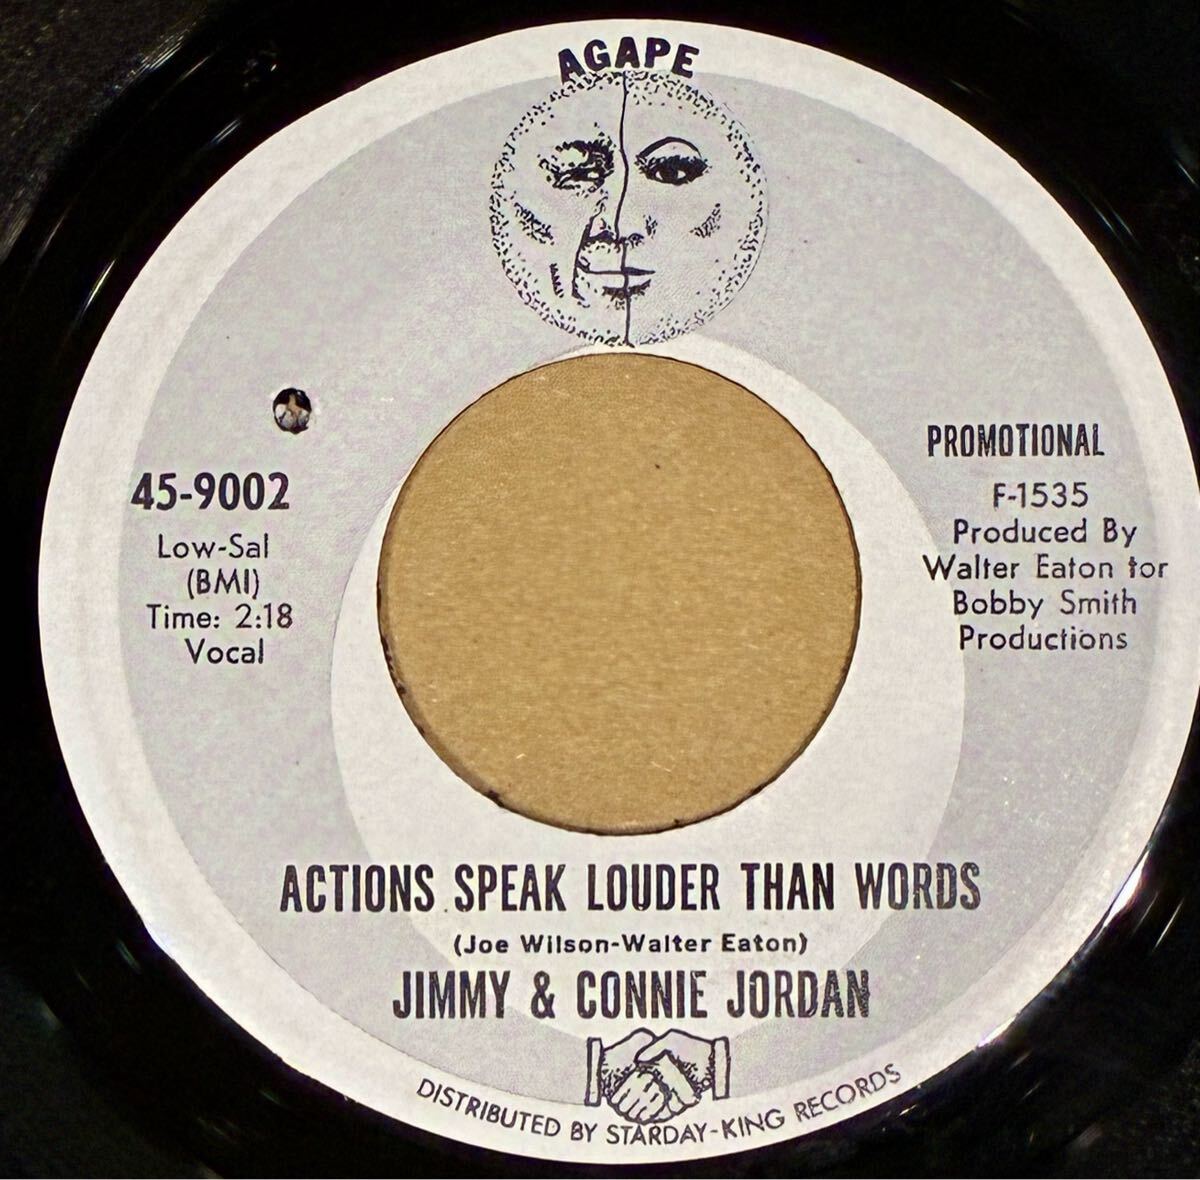 AGAPE
45-9002
Low-Sal
(BMI)
Time: 2:18
Vocal
PROMOTIONAL
F-1535
Produced By
Walter Eaton for
Bobby Smith
Productions
ACTIONS SPEAK LOUDER THAN WORDS
(Joe Wilson-Walter Eaton)
JIMMY & CONNIE JORDAN
DISTRIBUTED BY STARDAY-KING RECORDS